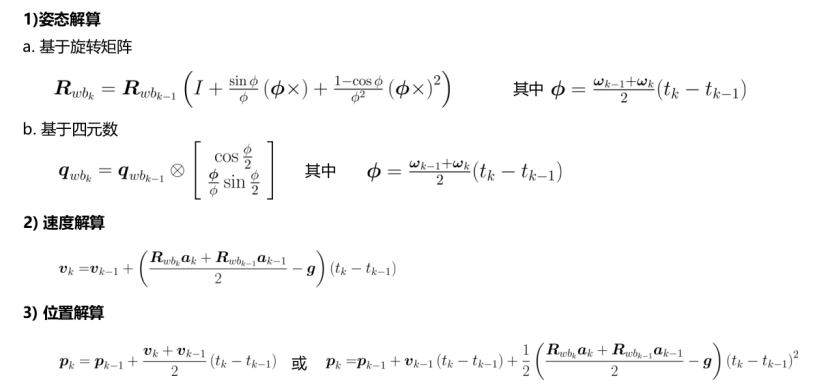 1)姿态解算
a. 基于旋转矩阵
$\boldsymbol{R}_{wb_k} = \boldsymbol{R}_{wb_{k-1}} \left( I + \frac{\sin\phi}{\phi} (\boldsymbol{\phi}\times) + \frac{1-\cos\phi}{\phi^2} (\boldsymbol{\phi}\times)^2 \right)$ 其中 $\boldsymbol{\phi} = \frac{\boldsymbol{\omega}_{k-1}+\boldsymbol{\omega}_k}{2}(t_k - t_{k-1})$
b. 基于四元数
$\boldsymbol{q}_{wb_k} = \boldsymbol{q}_{wb_{k-1}} \otimes \begin{bmatrix} \cos\frac{\phi}{2} \\ \frac{\boldsymbol{\phi}}{\phi}\sin\frac{\phi}{2} \end{bmatrix}$ 其中 $\boldsymbol{\phi} = \frac{\boldsymbol{\omega}_{k-1}+\boldsymbol{\omega}_k}{2}(t_k - t_{k-1})$
2) 速度解算
$\boldsymbol{v}_k = \boldsymbol{v}_{k-1} + \left( \frac{\boldsymbol{R}_{wb_k}\boldsymbol{a}_k + \boldsymbol{R}_{wb_{k-1}}\boldsymbol{a}_{k-1}}{2} - \boldsymbol{g} \right)(t_k - t_{k-1})$
3) 位置解算
$\boldsymbol{p}_k = \boldsymbol{p}_{k-1} + \frac{\boldsymbol{v}_k + \boldsymbol{v}_{k-1}}{2}(t_k - t_{k-1})$ 或 $\boldsymbol{p}_k = \boldsymbol{p}_{k-1} + \boldsymbol{v}_{k-1}(t_k - t_{k-1}) + \frac{1}{2}\left( \frac{\boldsymbol{R}_{wb_k}\boldsymbol{a}_k + \boldsymbol{R}_{wb_{k-1}}\boldsymbol{a}_{k-1}}{2} - \boldsymbol{g} \right)(t_k - t_{k-1})^2$